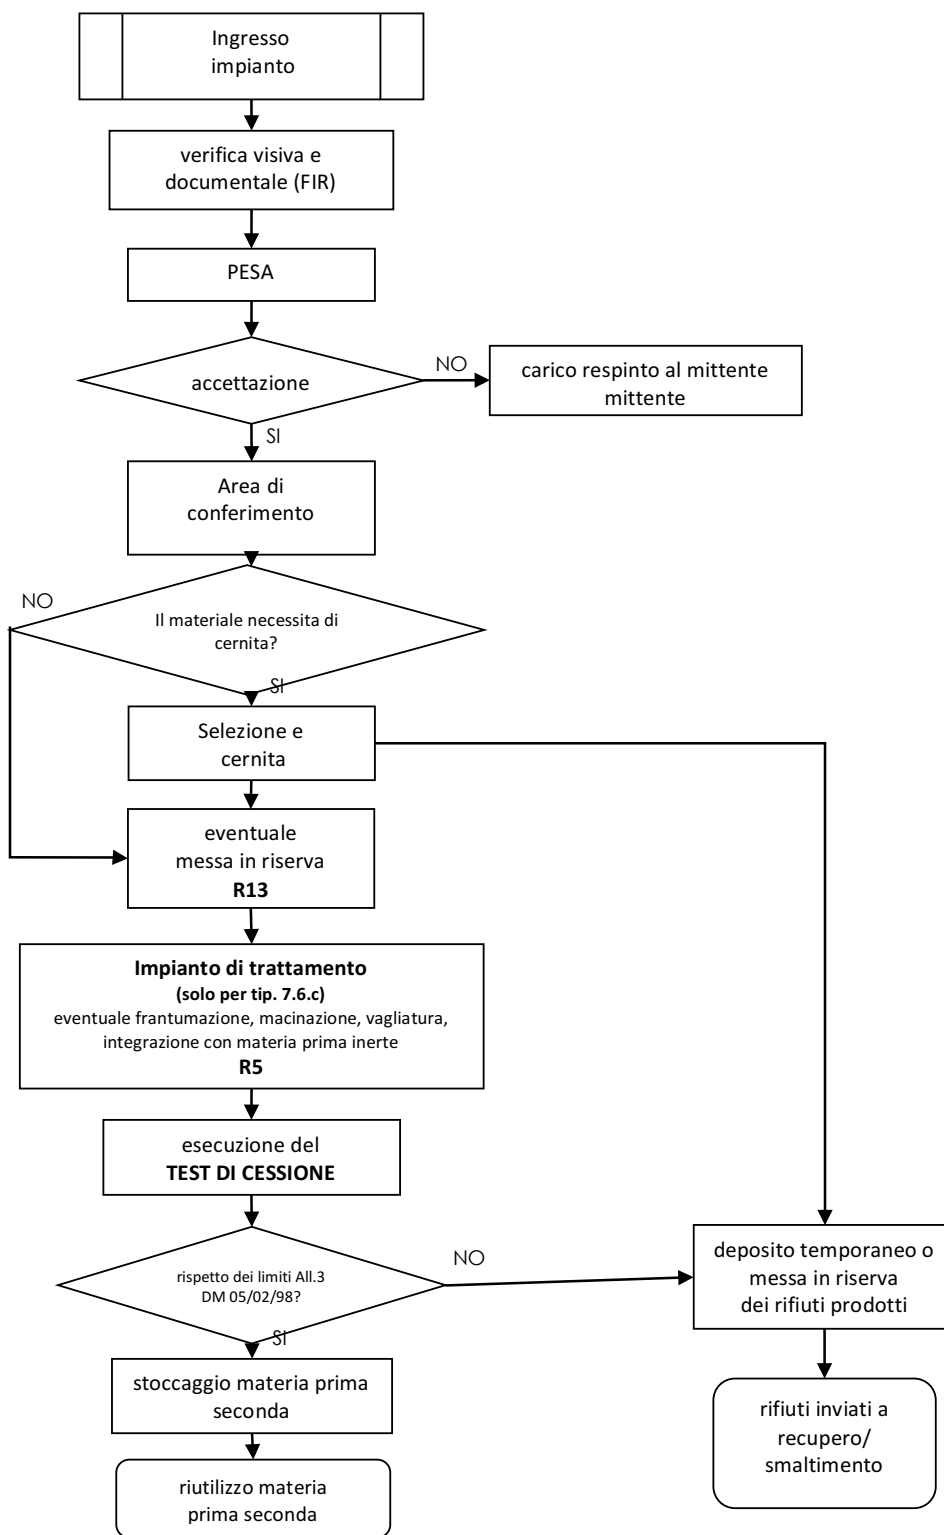 Ingresso
impianto
verifica visiva e
documentale (FIR)
PESA
accettazione
NO
carico respinto al mittente
mittente
SI
Area di
conferimento
NO
Il materiale necessita di
cernita?
SI
Selezione e
cernita
eventuale
messa in riserva
R13
Impianto di trattamento
(solo per tip. 7.6.c)
eventuale frantumazione, macinazione, vagliatura,
integrazione con materia prima inerte
R5
esecuzione del
TEST DI CESSIONE
rispetto dei limiti All.3
DM 05/02/98?
NO
deposito temporaneo o
messa in riserva
dei rifiuti prodotti
SI
stoccaggio materia prima
seconda
rifiuti inviati a
recupero/
smaltimento
riutilizzo materia
prima seconda